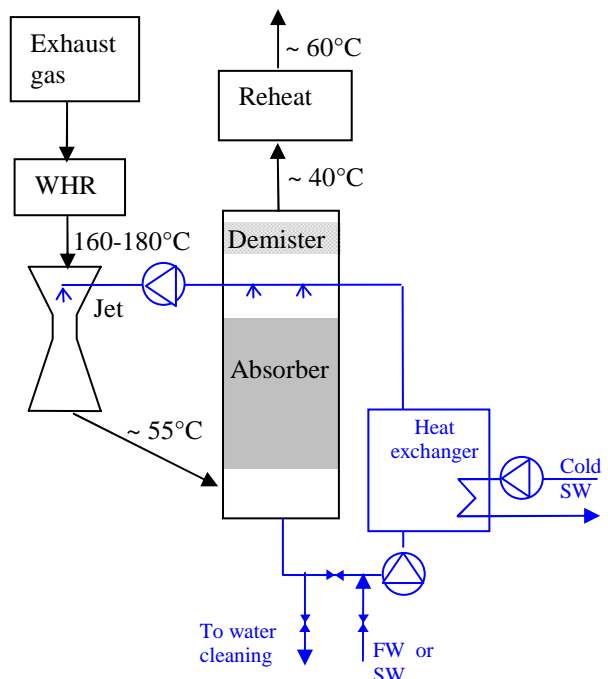 Exhaust
gas
~ 60°C
Reheat
WHR
~ 40°C
160-180°C
Demister
Jet
Absorber
~ 55°C
Heat
exchanger
Cold
SW
To water
cleaning
FW or
SW